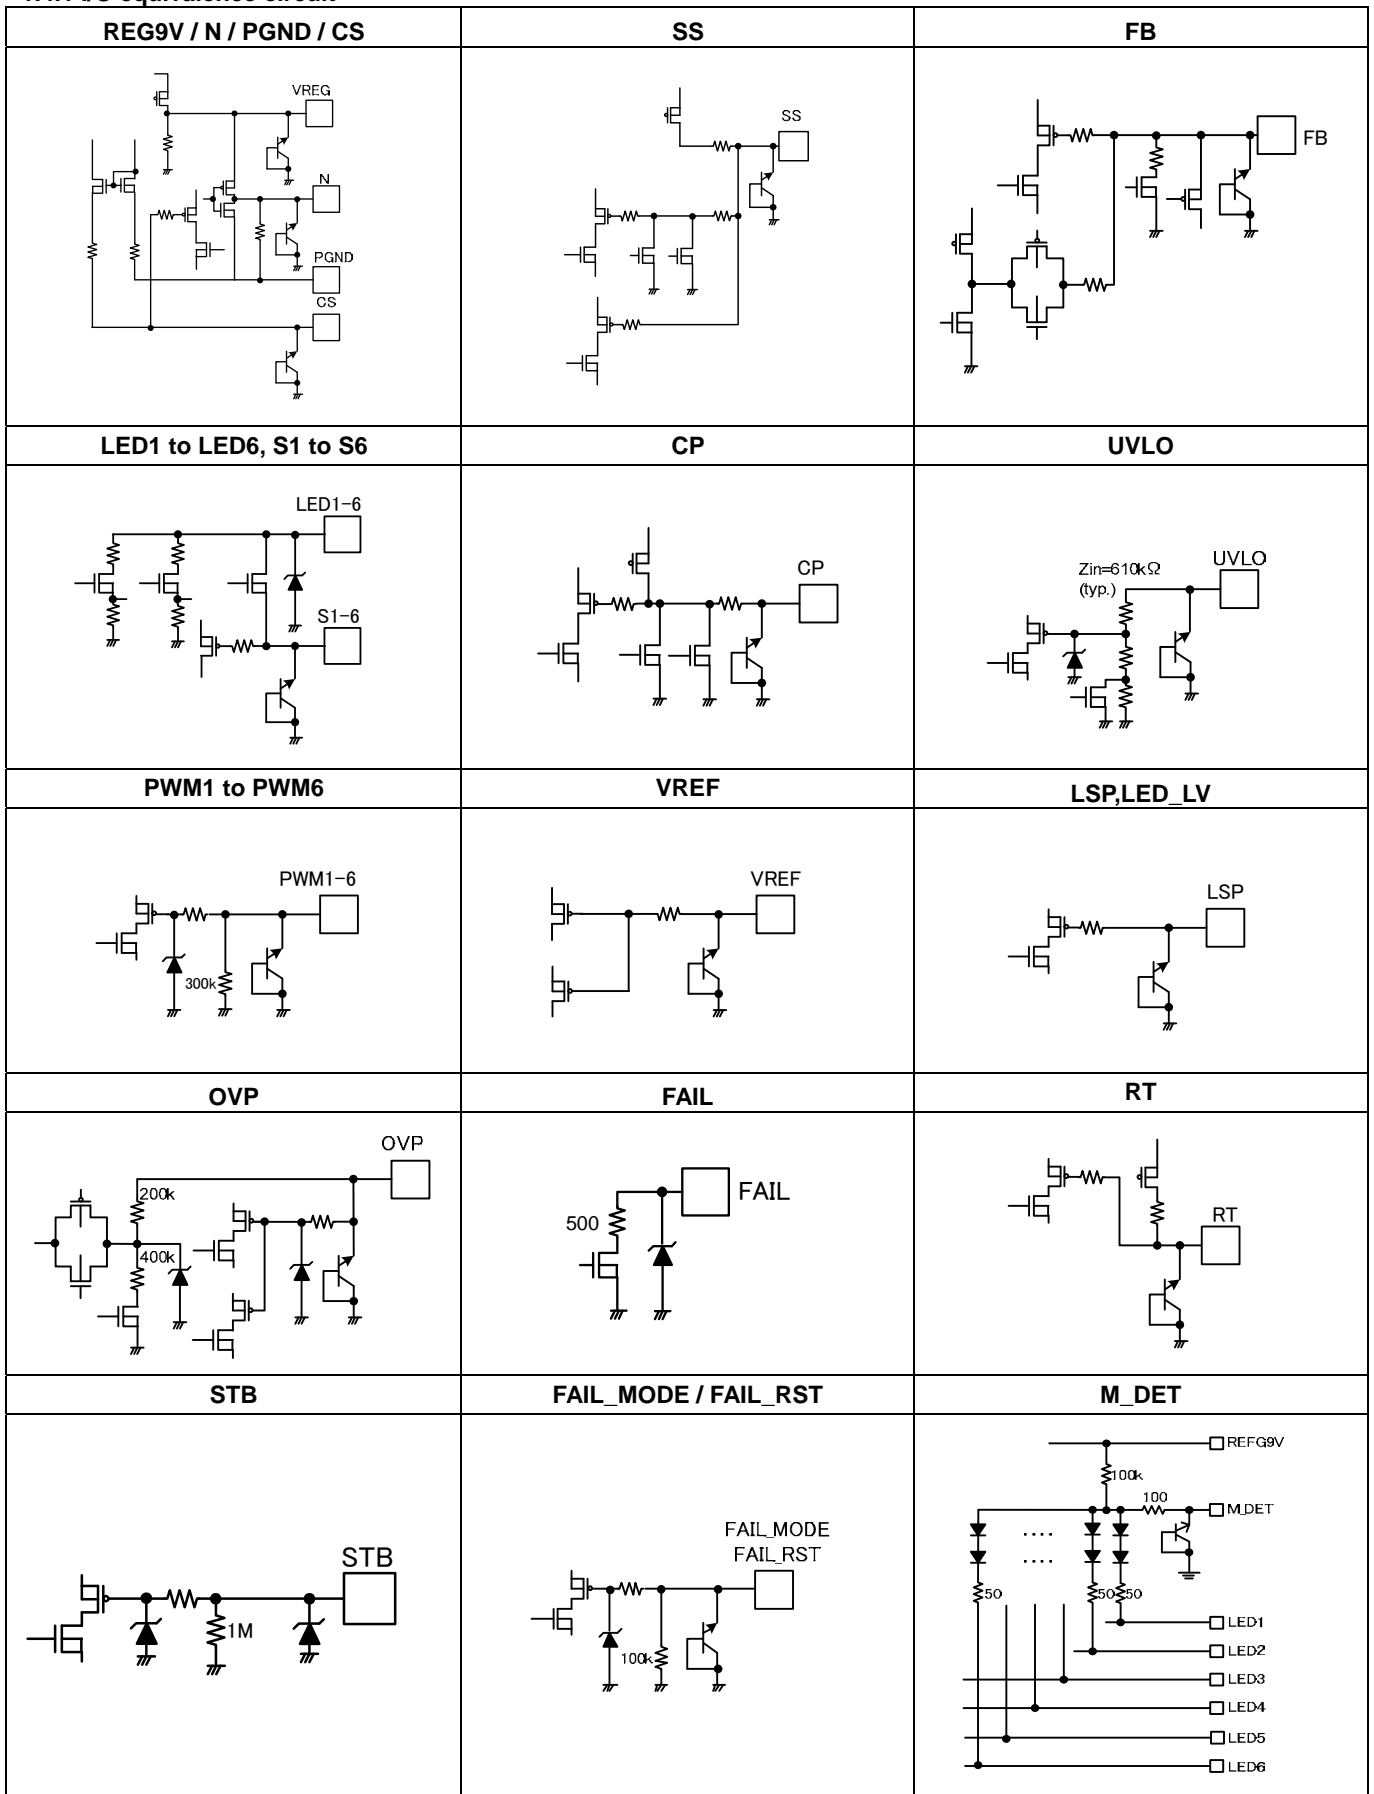 REG9V / N / PGND / CS
SS
FB
VREG
N
PGND
CS
SS
FB
LED1 to LED6, S1 to S6
CP
UVLO
LED1-6
S1-6
CP
Zin=610kΩ
(typ.)
UVLO
PWM1 to PWM6
VREF
LSP,LED_LV
PWM1-6
300k
VREF
LSP
OVP
FAIL
RT
OVP
200k
400k
FAIL
500
RT
STB
FAIL_MODE / FAIL_RST
M_DET
STB
1M
FAIL_MODE
FAIL_RST
100k
REFG9V
100k
100
M_DET
50
50
50
LED1
LED2
LED3
LED4
LED5
LED6